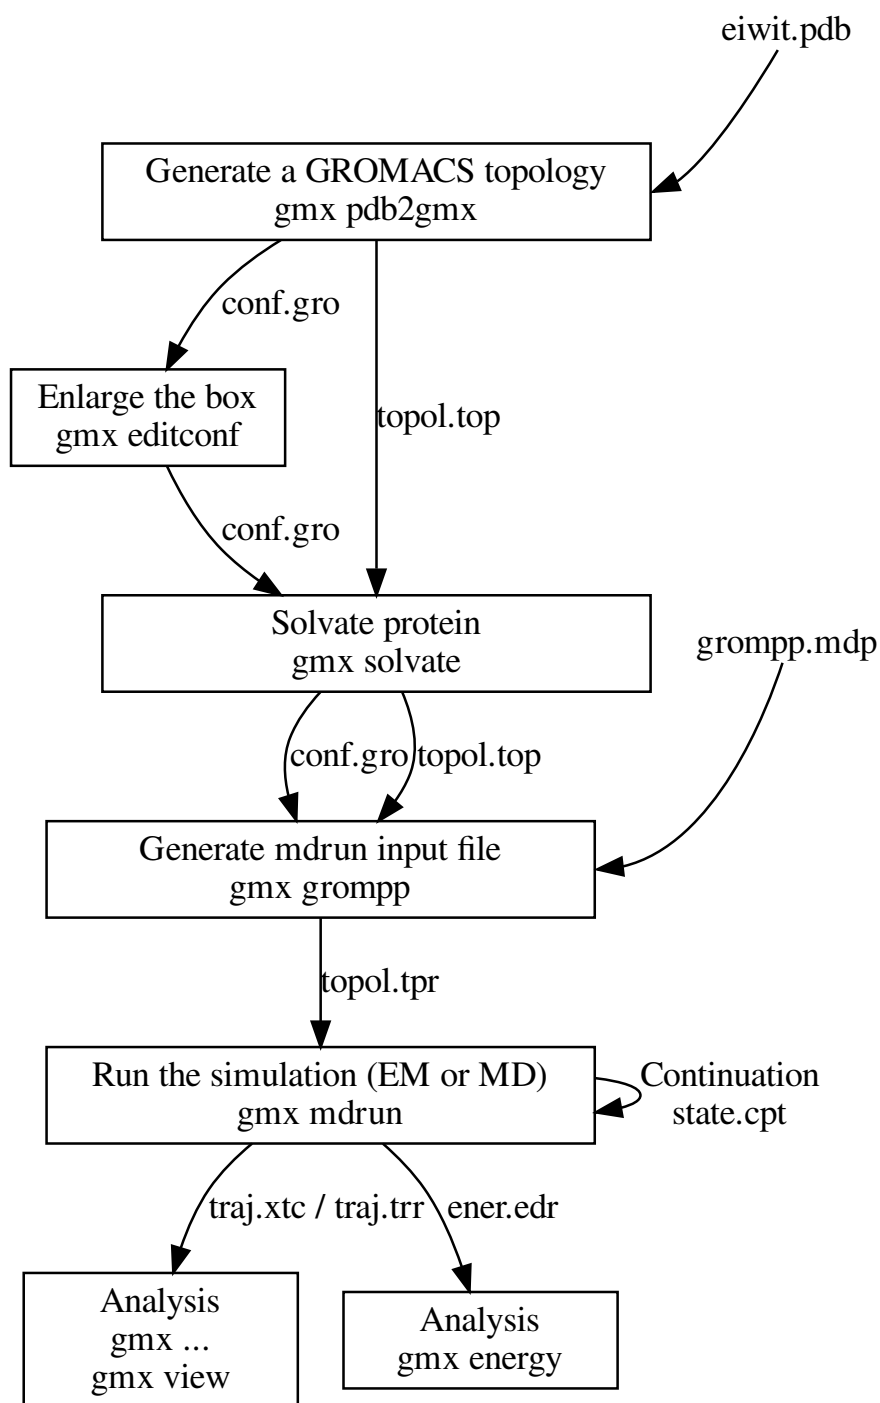 eiwit.pdb
Generate a GROMACS topology
gmx pdb2gmx
conf.gro
Enlarge the box
gmx editconf
topol.top
conf.gro
Solvate protein
gmx solvate
grompp.mdp
conf.gro
topol.top
Generate mdrun input file
gmx grompp
topol.tpr
Run the simulation (EM or MD)
gmx mdrun
Continuation
state.cpt
traj.xtc / traj.trr
ener.edr
Analysis
gmx ...
gmx view
Analysis
gmx energy